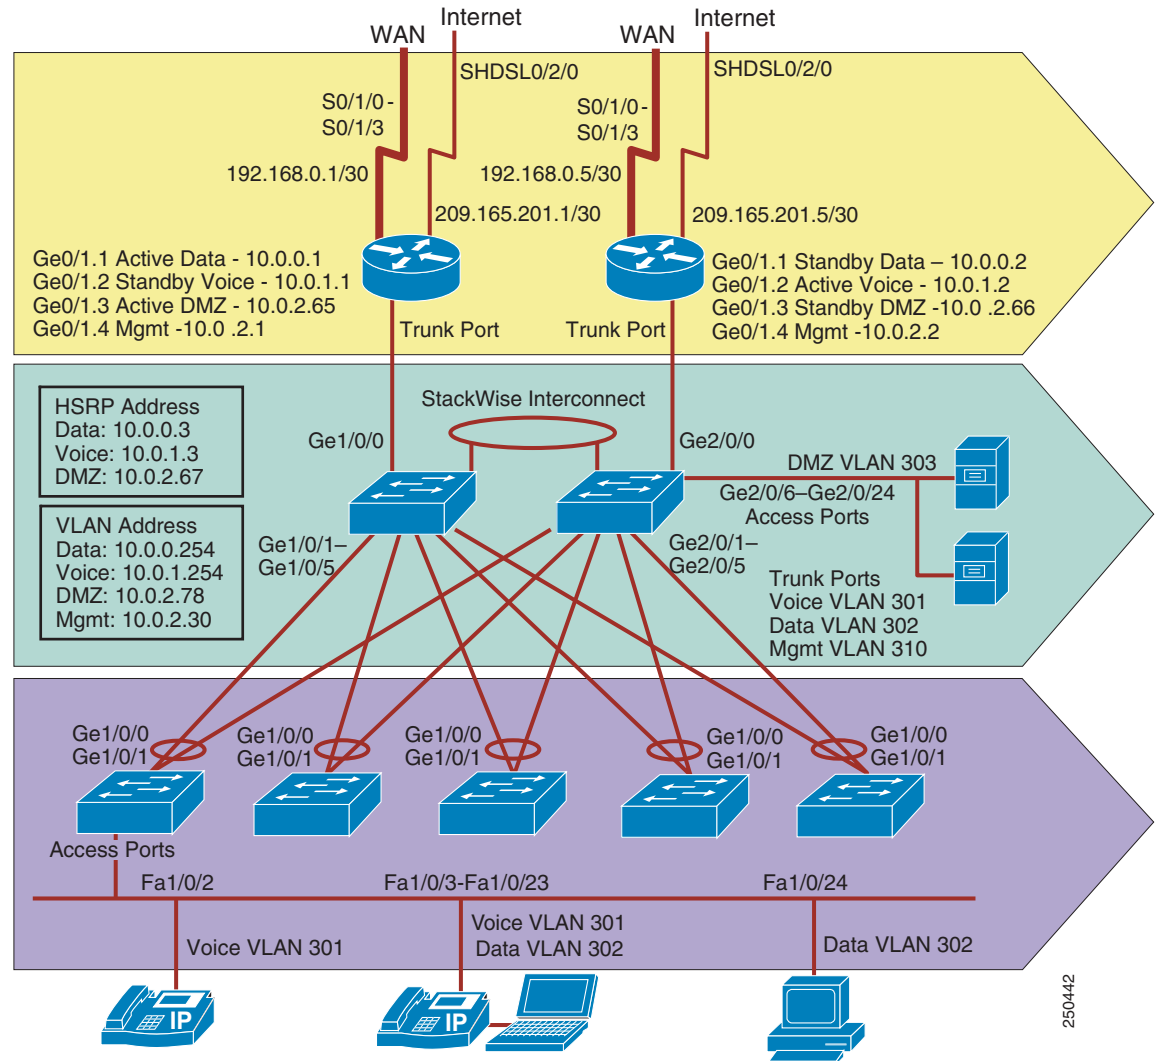 WAN
Internet
WAN
Internet
SHDSL0/2/0
SHDSL0/2/0
S0/1/0-
S0/1/3
S0/1/0-
S0/1/3
192.168.0.1/30
192.168.0.5/30
209.165.201.1/30
209.165.201.5/30
Ge0/1.1 Active Data - 10.0.0.1
Ge0/1.2 Standby Voice - 10.0.1.1
Ge0/1.3 Active DMZ - 10.0.2.65
Ge0/1.4 Mgmt -10.0 .2.1
Ge0/1.1 Standby Data – 10.0.0.2
Ge0/1.2 Active Voice - 10.0.1.2
Ge0/1.3 Standby DMZ -10.0 .2.66
Ge0/1.4 Mgmt -10.0.2.2
Trunk Port
Trunk Port
HSRP Address
Data: 10.0.0.3
Voice: 10.0.1.3
DMZ: 10.0.2.67
StackWise Interconnect
Ge1/0/0
Ge2/0/0
DMZ VLAN 303
Ge2/0/6–Ge2/0/24
Access Ports
VLAN Address
Data: 10.0.0.254
Voice: 10.0.1.254
DMZ: 10.0.2.78
Mgmt: 10.0.2.30
Ge1/0/1–
Ge1/0/5
Ge2/0/1–
Ge2/0/5
Trunk Ports
Voice VLAN 301
Data VLAN 302
Mgmt VLAN 310
Ge1/0/0
Ge1/0/1
Ge1/0/0
Ge1/0/1
Ge1/0/0
Ge1/0/1
Ge1/0/0
Ge1/0/1
Ge1/0/0
Ge1/0/1
Access Ports
Fa1/0/2
Fa1/0/3-Fa1/0/23
Fa1/0/24
Voice VLAN 301
Voice VLAN 301
Data VLAN 302
Data VLAN 302
IP
IP
250442